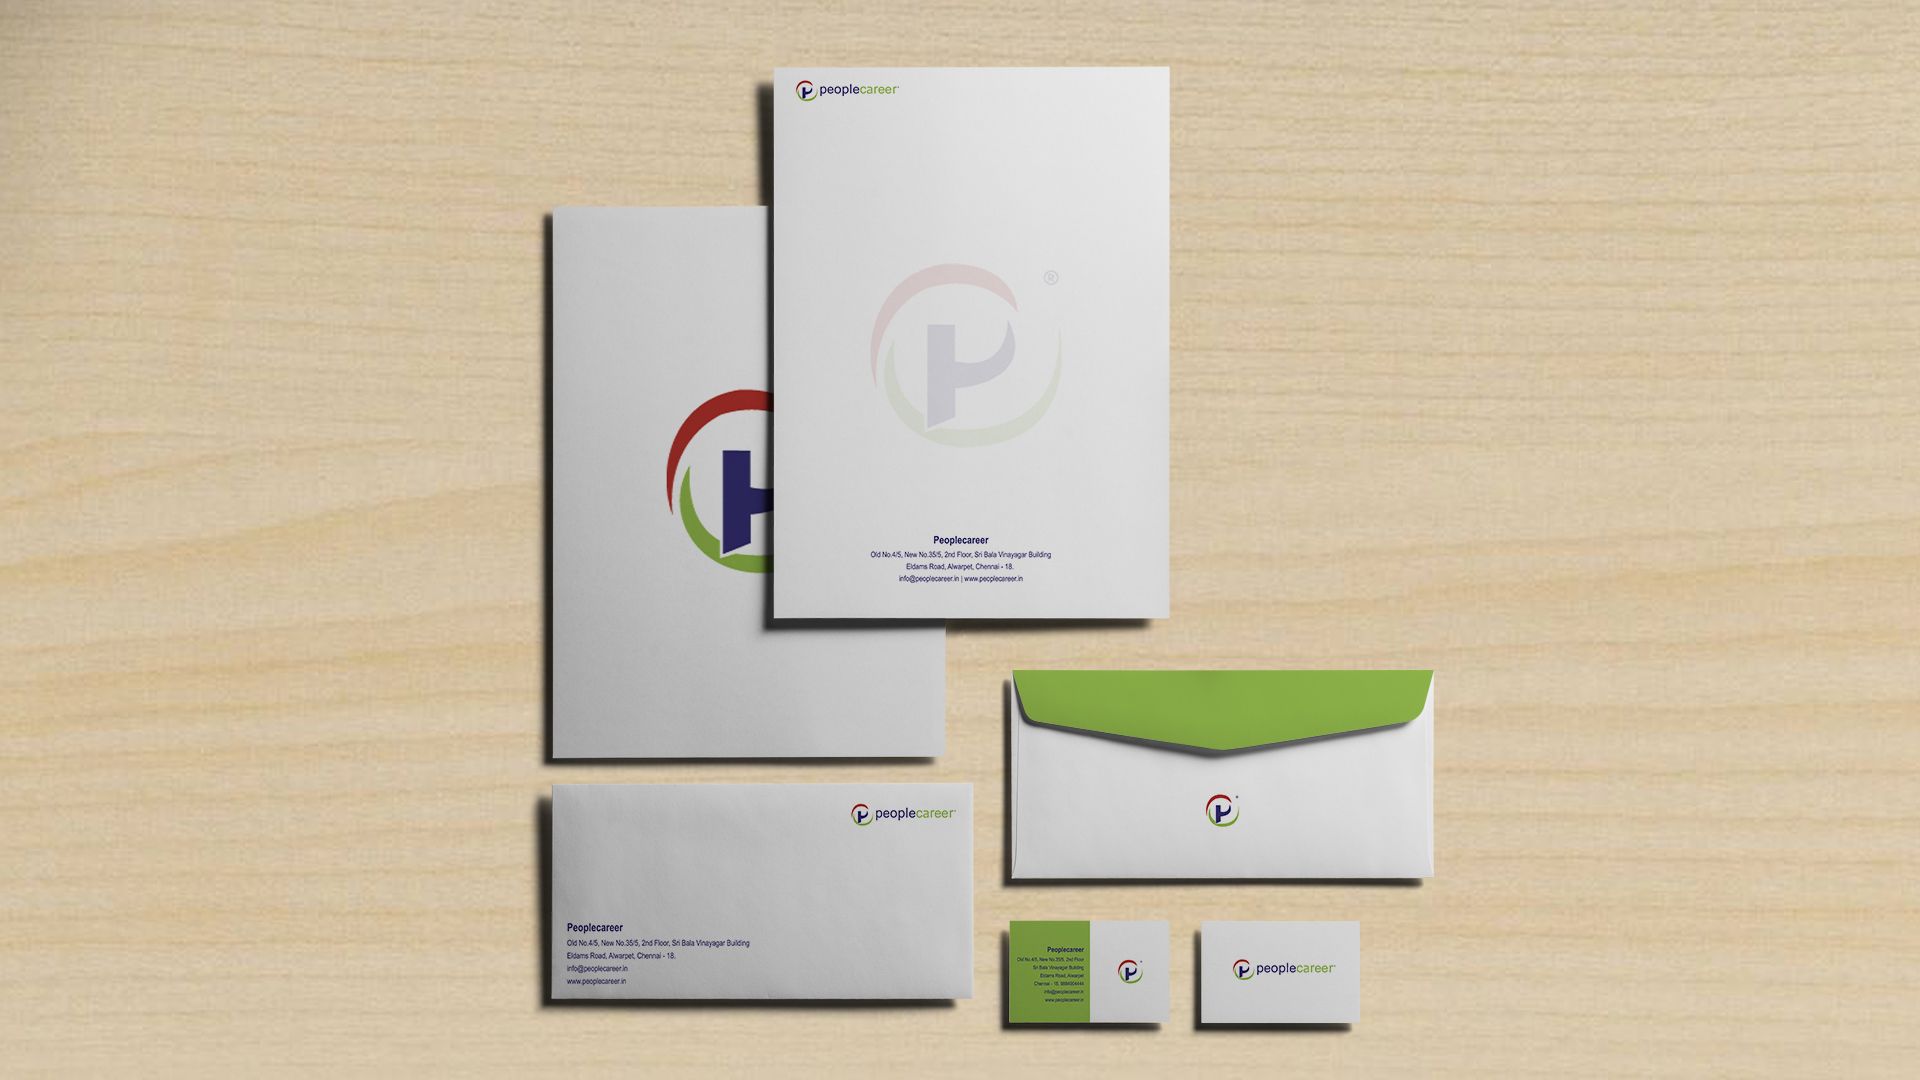 peoplecareer
®
Peoplecareer
Old No.4/5, New No.35/5, 2nd Floor, Sri Bala Vinayagar Building
Eldams Road, Alwarpet, Chennai - 18.
info@peoplecareer.in | www.peoplecareer.in
peoplecareer
Peoplecareer
Old No.4/5, New No.35/5, 2nd Floor, Sri Bala Vinayagar Building
Eldams Road, Alwarpet, Chennai - 18.
info@peoplecareer.in
www.peoplecareer.in
Peoplecareer
Old No.4/5, New No.35/5, 2nd Floor
Sri Bala Vinayagar Building
Eldams Road, Alwarpet
Chennai - 18.
info@peoplecareer.in
www.peoplecareer.in
peoplecareer